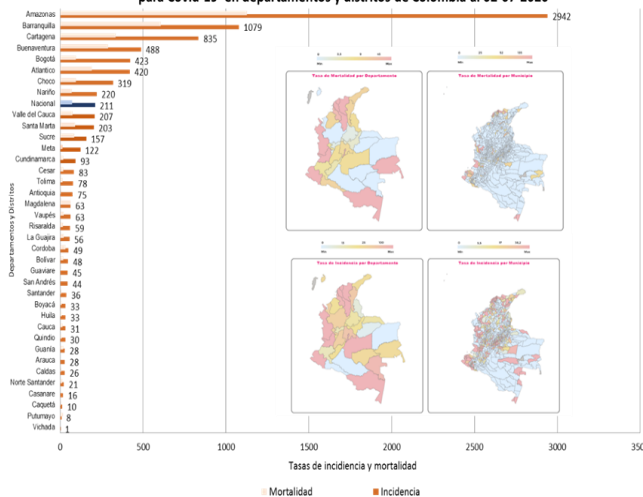 para Covid-19 en departamentos y distritos de Colombia al 02-07-2020
Departamentos y Distritos
Amazonas 2942
Barranquilla 1079
Cartagena 835
Buenaventura 488
Bogotá 423
Atlantico 420
Choco 319
Nariño 220
Nacional 211
Valle del Cauca 207
Santa Marta 203
Sucre 157
Meta 122
Cundinamarca 93
Cesar 83
Tolima 78
Antioquia 75
Magdalena 63
Vaupés 63
Risaralda 59
La Guajira 56
Cordoba 49
Bolívar 48
Guaviare 45
San Andrés 44
Santander 36
Boyacá 33
Huila 33
Cauca 31
Quindio 30
Guanía 28
Arauca 28
Caldas 26
Norte Santander 21
Casanare 16
Caquetá 10
Putumayo 8
Vichada 1
Tasa de Mortalidad por Departamento
Tasa de Mortalidad por Municipio
Tasa de Incidencia por Departamento
Tasa de Incidencia por Municipio
0 500 1000 1500 2000 2500 3000
Tasas de incidiencia y mortalidad
Mortalidad Incidencia